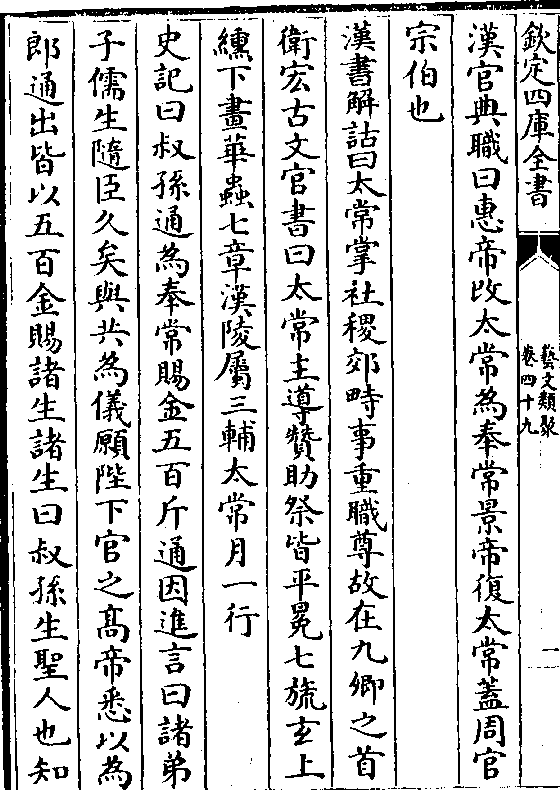 欽定四庫全書
藝文類聚
卷四十九
一
漢官典職曰惠帝改太常為奉常景帝復太常蓋周官
宗伯也
漢書解詁曰太常掌社稷郊畤事重職尊故在九卿之首
衛宏古文官書曰太常主導贊助祭皆平冕七旒玄上
纁下畫華蟲七章漢陵屬三輔太常月一行
史記曰叔孫通為奉常賜金五百斤通因進言曰諸弟
子儒生隨臣久矣與共為儀願陛下官之髙帝悉以為
郎通出皆以五百金賜諸生諸生曰叔孫生聖人也知